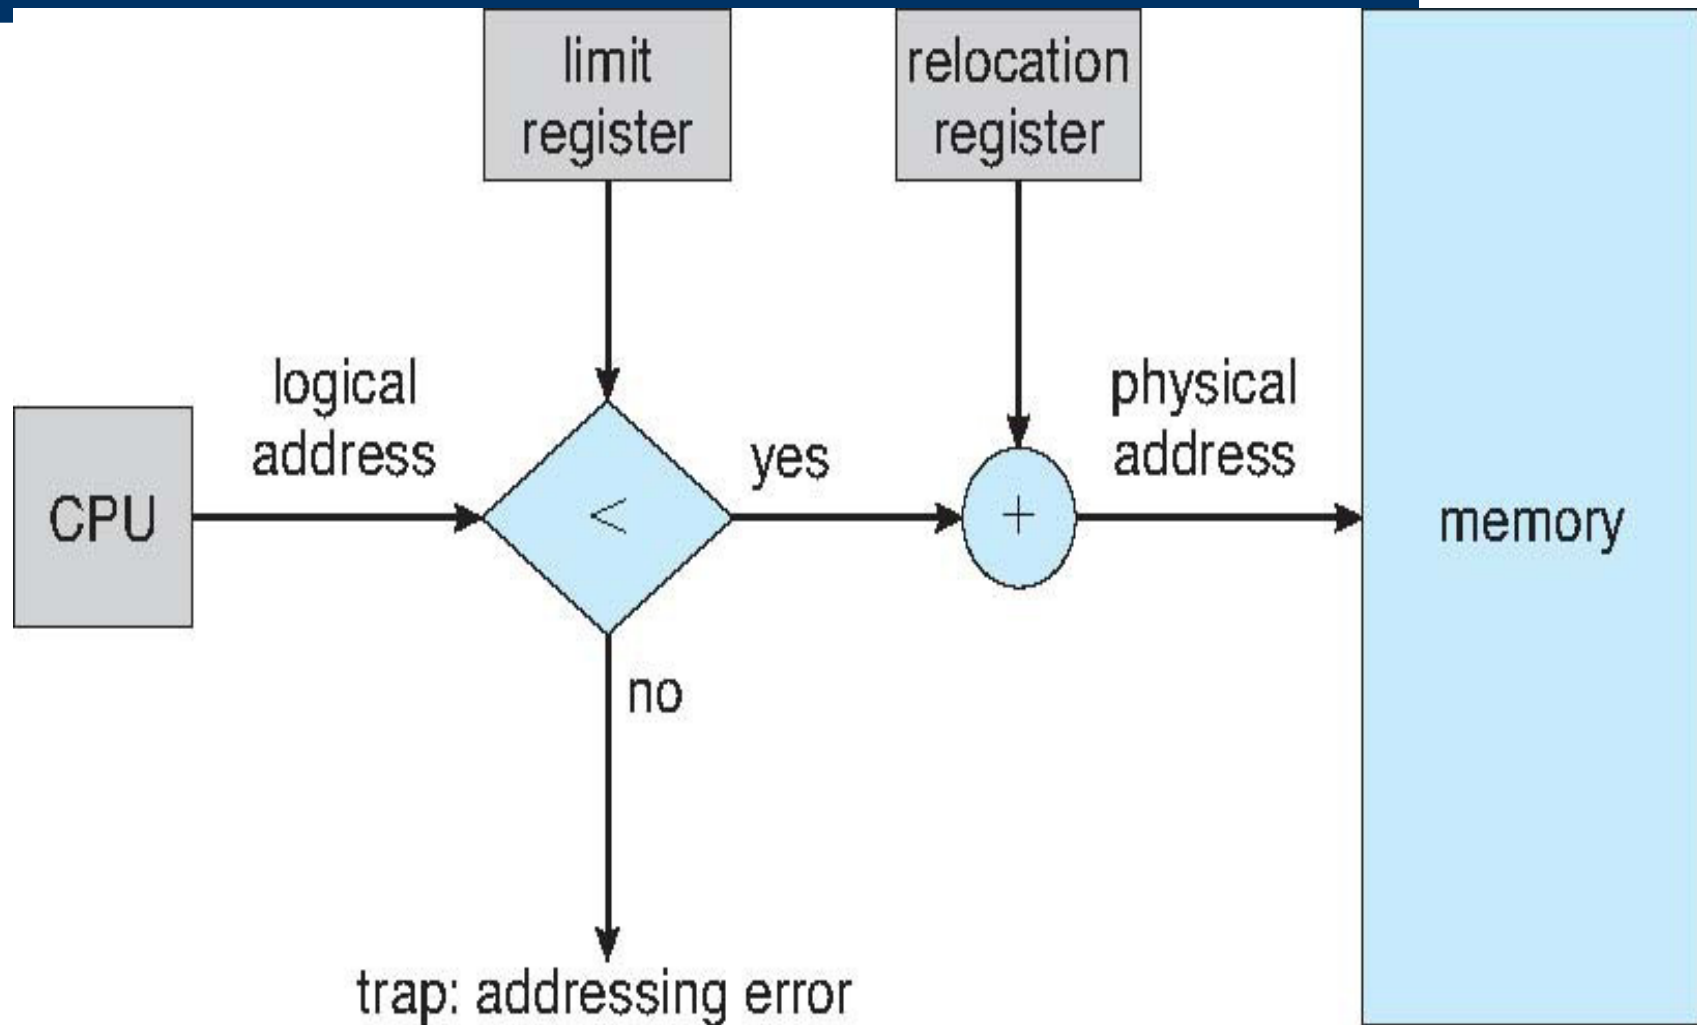 limit
register
relocation
register
logical
address
physical
address
CPU
<
yes
+
memory
no
trap: addressing error